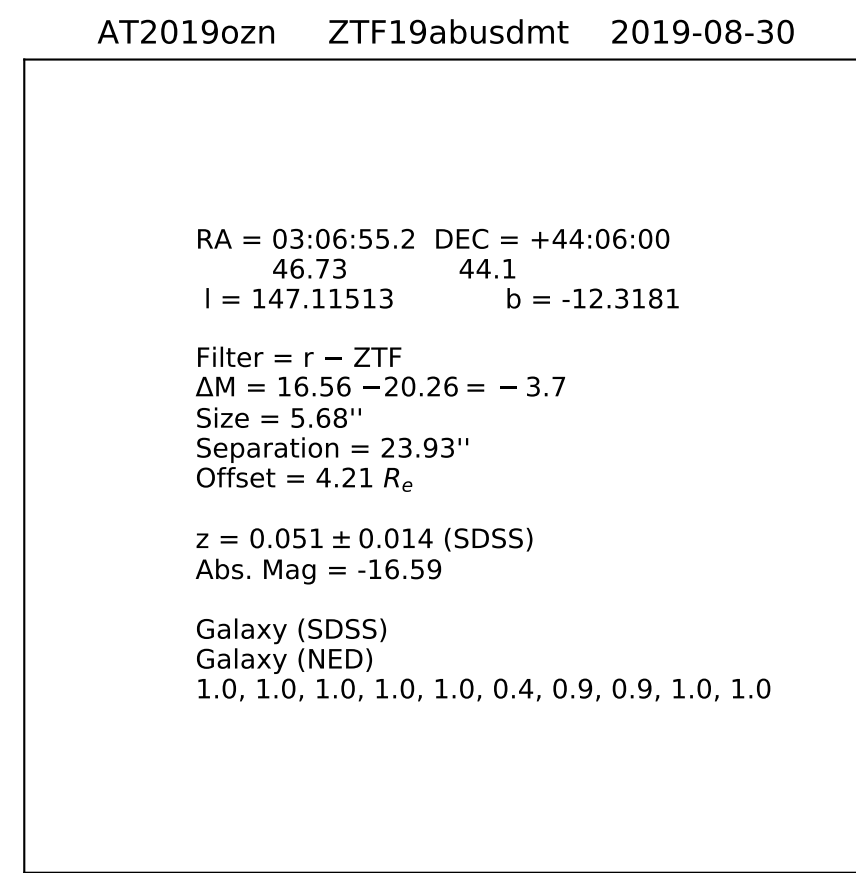 AT2019ozn ZTF19abusdmt 2019-08-30
RA = 03:06:55.2 DEC = +44:06:00
46.73 44.1
l = 147.11513 b = -12.3181
Filter = r − ZTF
ΔM = 16.56 −20.26 = − 3.7
Size = 5.68''
Separation = 23.93''
Offset = 4.21 Re
z = 0.051 ± 0.014 (SDSS)
Abs. Mag = -16.59
Galaxy (SDSS)
Galaxy (NED)
1.0, 1.0, 1.0, 1.0, 1.0, 0.4, 0.9, 0.9, 1.0, 1.0